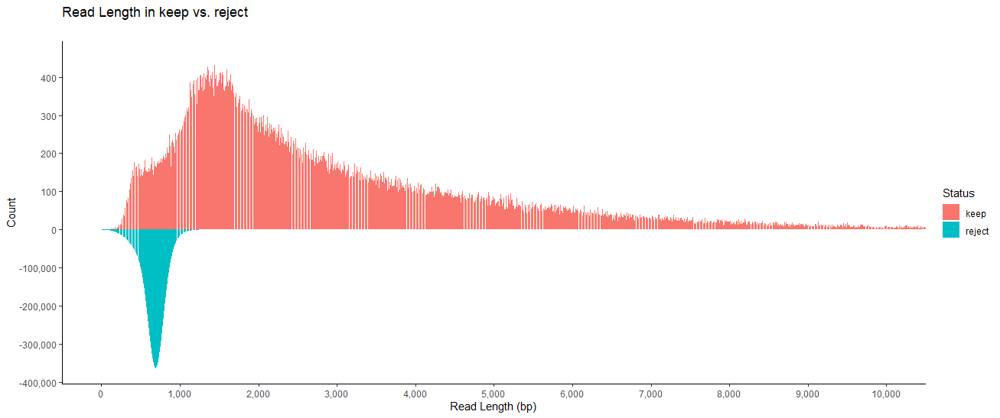 Read Length in keep vs. reject
Count
400
300
200
100
0
-100,000
-200,000
-300,000
-400,000
0 1,000 2,000 3,000 4,000 5,000 6,000 7,000 8,000 9,000 10,000
Read Length (bp)
Status
keep
reject